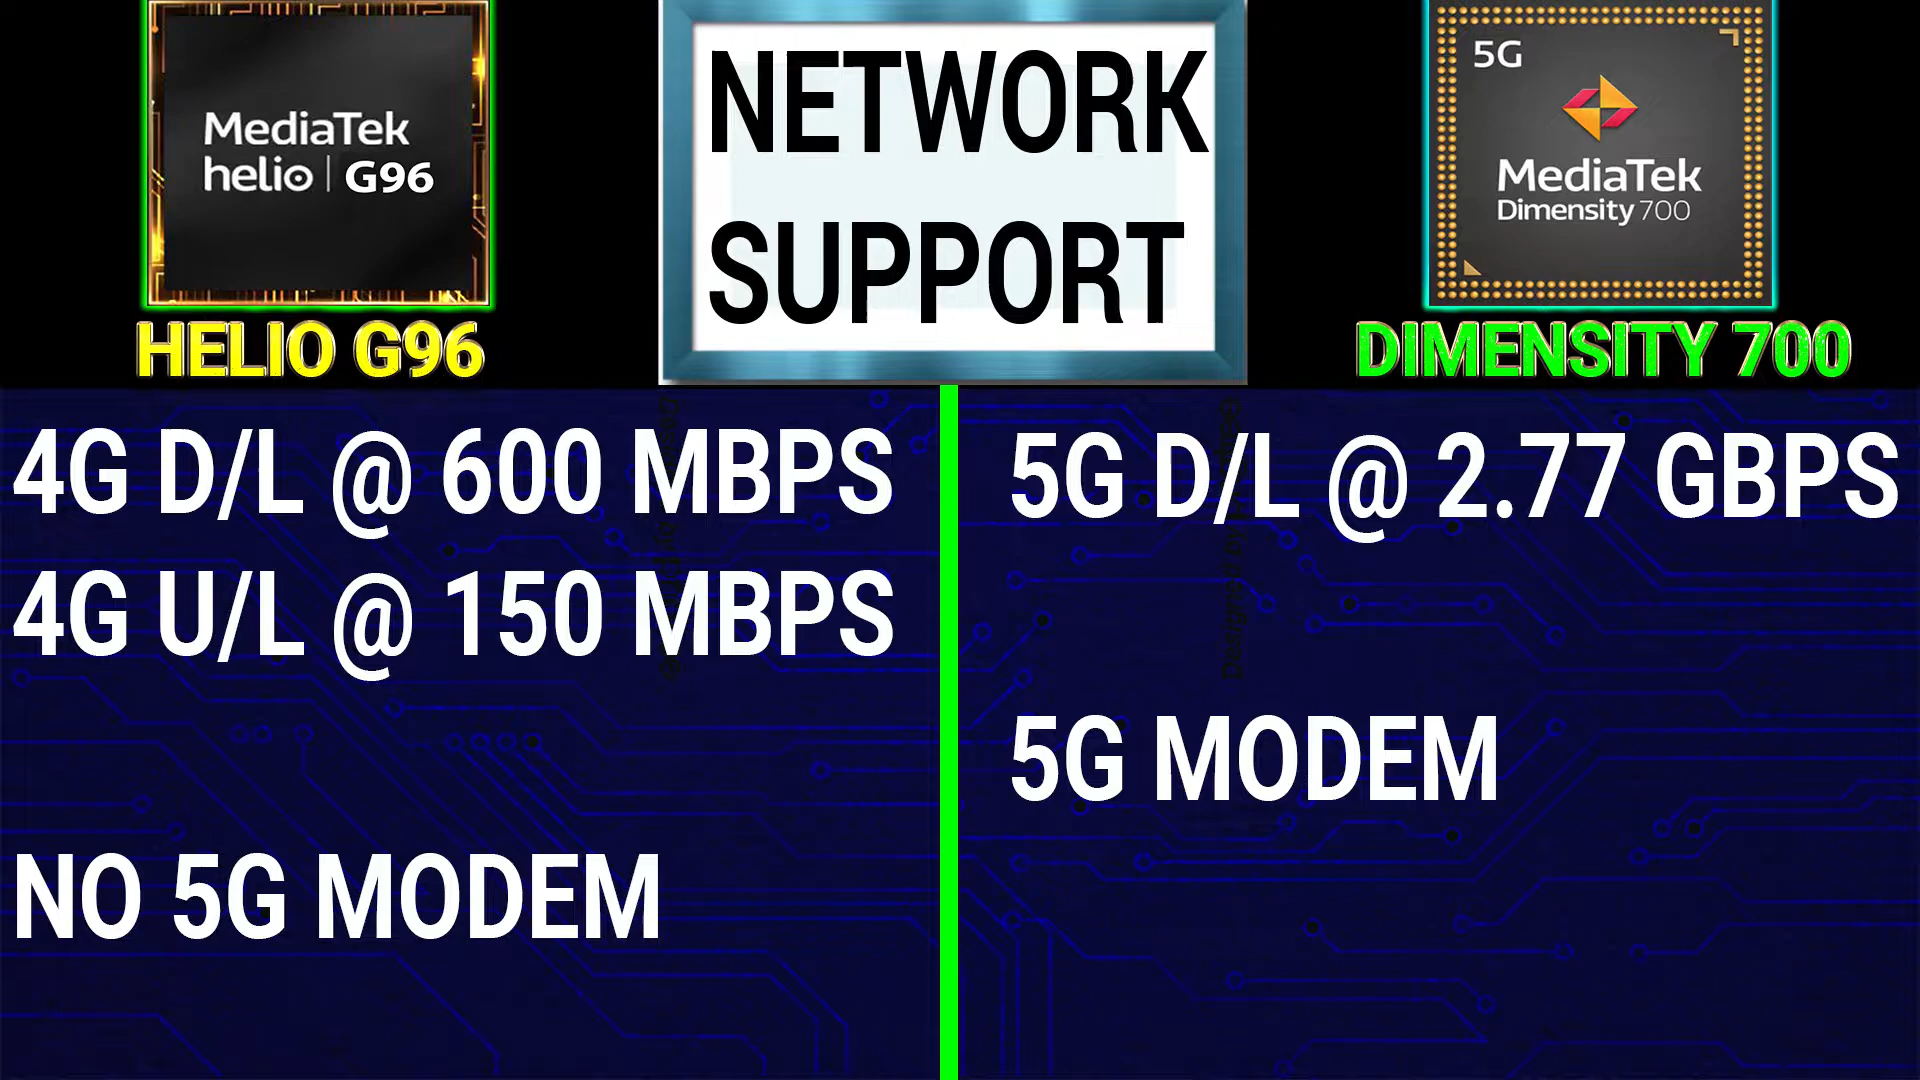 MediaTek
helio | G96
HELIO G96
NETWORK
SUPPORT
5G
MediaTek
Dimensity 700
DIMENSITY 700
4G D/L @ 600 MBPS
4G U/L @ 150 MBPS
NO 5G MODEM
5G D/L @ 2.77 GBPS
5G MODEM